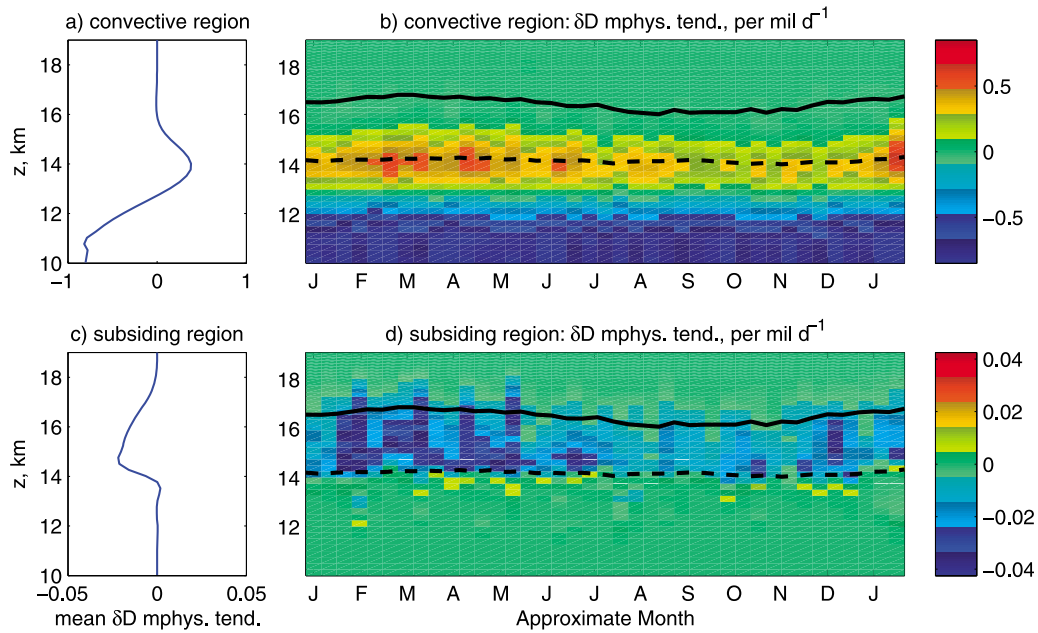 a) convective region
b) convective region: δD mphys. tend., per mil d⁻¹
z, km
18
16
14
12
10
-1 0 1
18
16
14
12
J F M A M J J A S O N D J
0.5
0
−0.5
c) subsiding region
d) subsiding region: δD mphys. tend., per mil d⁻¹
z, km
18
16
14
12
10
-0.05 0 0.05
mean δD mphys. tend.
18
16
14
12
J F M A M J J A S O N D J
Approximate Month
0.04
0.02
0
−0.02
−0.04